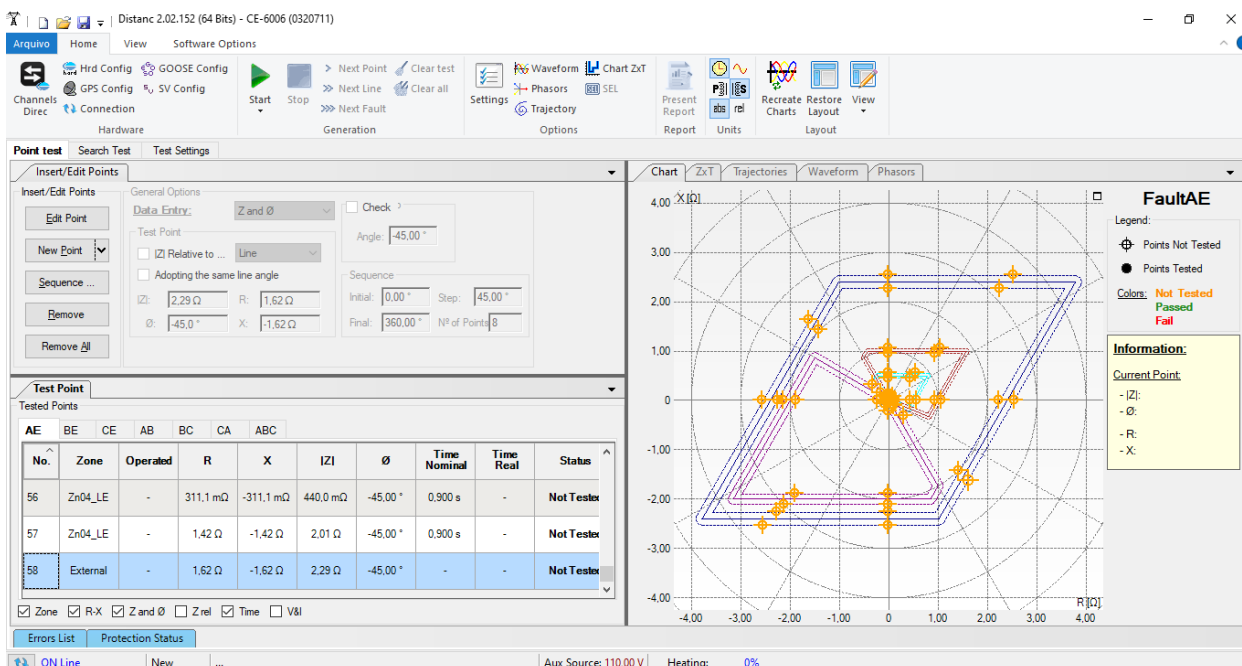 Distanc 2.02.152 (64 Bits) - CE-6006 (0320711)
Arquivo Home View Software Options
Channels Direc
Hrd Config GOOSE Config
GPS Config SV Config
Connection
Hardware
Start Stop
Next Point Clear test
Next Line Clear all
Next Fault
Generation
Settings
Waveform Chart ZxT
Phasors SEL
Trajectory
Options
Present Report
Report
abs rel
Units
Recreate Charts Restore Layout View
Layout
Point test Search Test Test Settings
Insert/Edit Points
Insert/Edit Points
Edit Point
New Point
Sequence ...
Remove
Remove All
General Options
Data Entry: Z and Ø
Test Point
|Z| Relative to ... Line
Adopting the same line angle
|Z|: 2,29 Ω R: 1,62 Ω
Ø: -45,0 ° X: -1,62 Ω
Check
Angle: -45,00 °
Sequence
Initial: 0,00 ° Step: 45,00 °
Final: 360,00 ° Nº of Points 8
Test Point
Tested Points
AE BE CE AB BC CA ABC
No. Zone Operated R X |Z| Ø Time Nominal Time Real Status
56 Zn04_LE - 311,1 mΩ -311,1 mΩ 440,0 mΩ -45,00 ° 0,900 s - Not Tested
57 Zn04_LE - 1,42 Ω -1,42 Ω 2,01 Ω -45,00 ° 0,900 s - Not Tested
58 External - 1,62 Ω -1,62 Ω 2,29 Ω -45,00 ° - - Not Tested
Zone R-X Z and Ø Z rel Time V&I
Errors List Protection Status
ON Line New ... Aux Source: 110.00 V Heating: 0%
Chart ZxT Trajectories Waveform Phasors
X [Ω]
4,00
3,00
2,00
1,00
0
-1,00
-2,00
-3,00
-4,00
-4,00 -3,00 -2,00 -1,00 0 1,00 2,00 3,00 4,00
R [Ω]
FaultAE
Legend:
Points Not Tested
Points Tested
Colors: Not Tested
Passed
Fail
Information:
Current Point:
- |Z|:
- Ø:
- R:
- X: